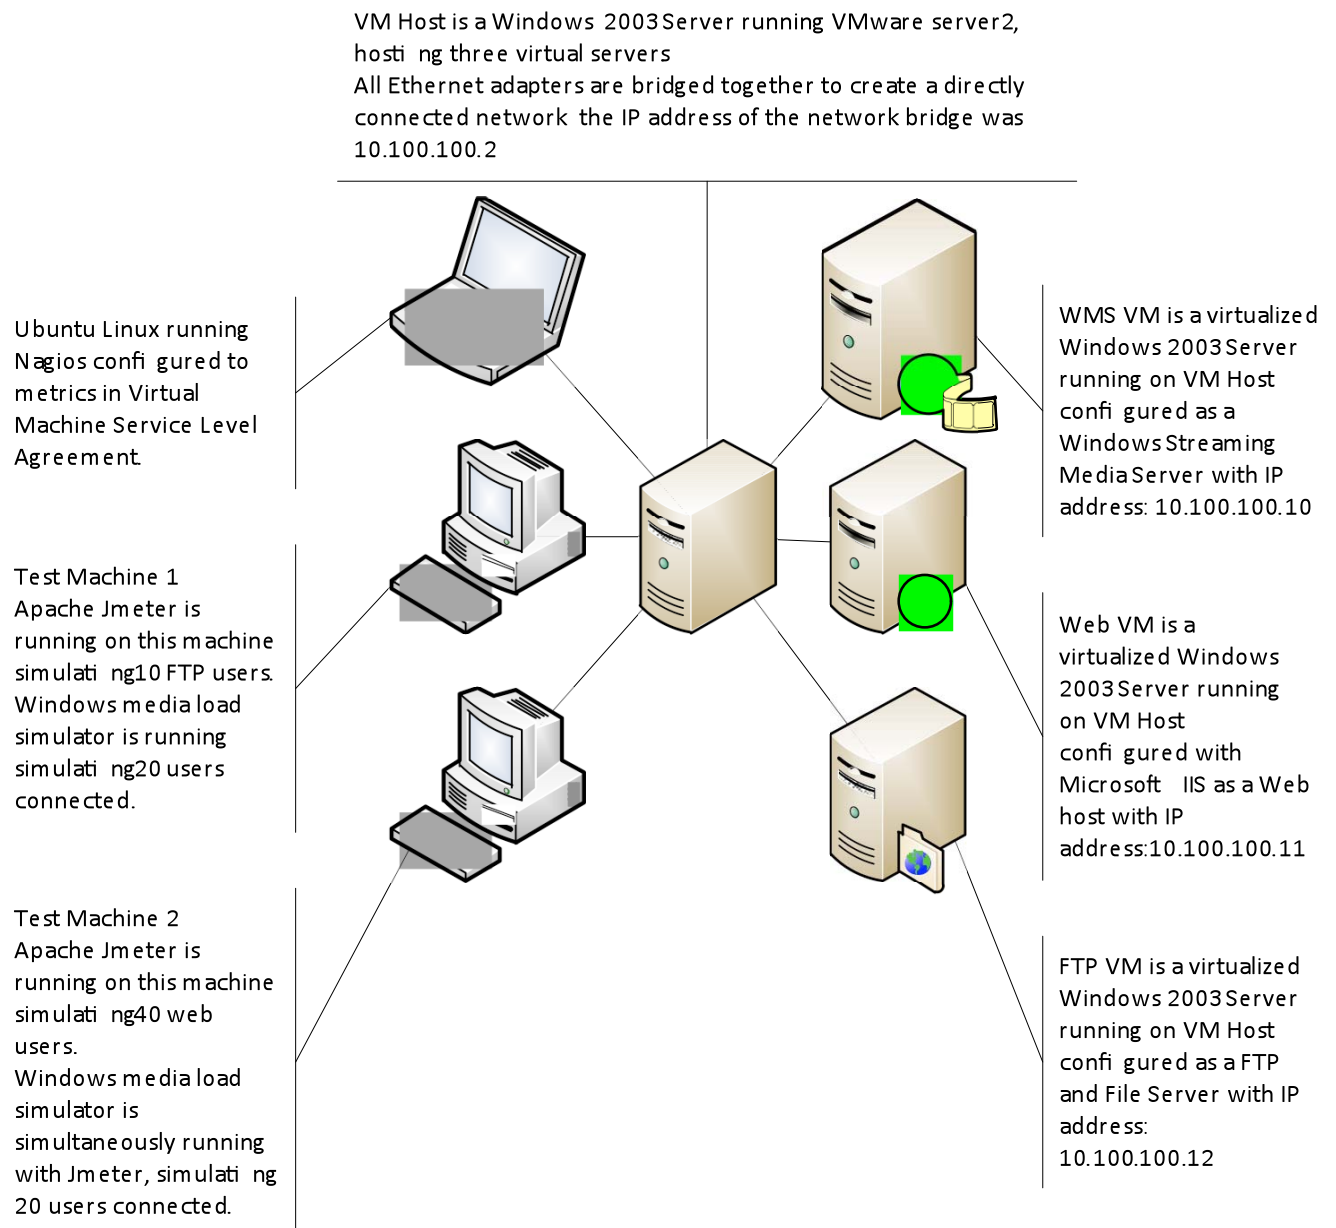 VM Host is a Windows 2003 Server running VMware server2,
hosti ng three virtual servers
All Ethernet adapters are bridged together to create a directly
connected network the IP address of the network bridge was
10.100.100.2
Ubuntu Linux running
Nagios confi gured to
metrics in Virtual
Machine Service Level
Agreement.
Test Machine 1
Apache Jmeter is
running on this machine
simulati ng10 FTP users.
Windows media load
simulator is running
simulati ng20 users
connected.
Test Machine 2
Apache Jmeter is
running on this machine
simulati ng40 web
users.
Windows media load
simulator is
simultaneously running
with Jmeter, simulati ng
20 users connected.
WMS VM is a virtualized
Windows 2003 Server
running on VM Host
confi gured as a
Windows Streaming
Media Server with IP
address: 10.100.100.10
Web VM is a
virtualized Windows
2003 Server running
on VM Host
confi gured with
Microsoft IIS as a Web
host with IP
address:10.100.100.11
FTP VM is a virtualized
Windows 2003 Server
running on VM Host
confi gured as a FTP
and File Server with IP
address:
10.100.100.12